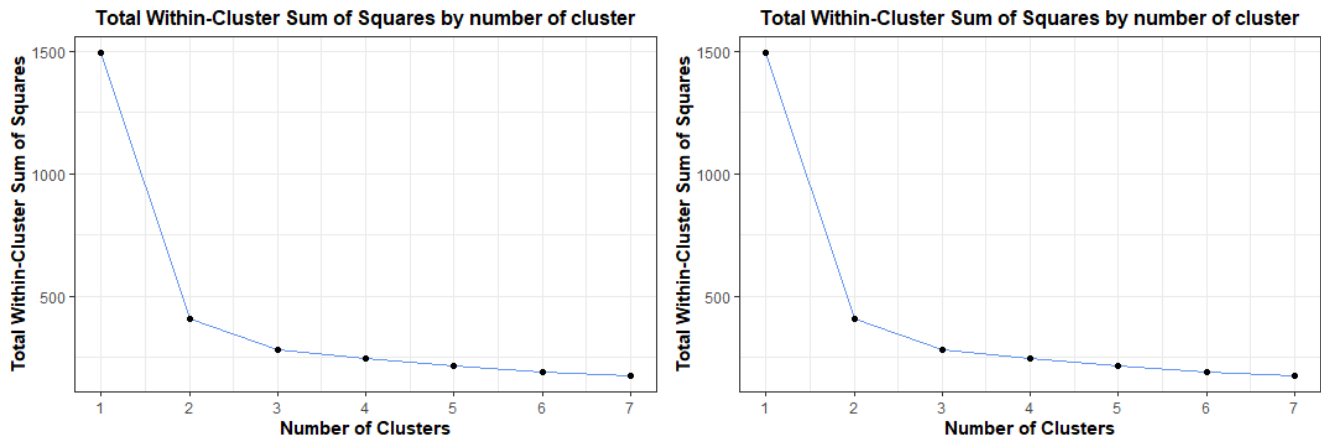 Total Within-Cluster Sum of Squares by number of cluster
Total Within-Cluster Sum of Squares
1500
1000
500
1 2 3 4 5 6 7
Number of Clusters
Total Within-Cluster Sum of Squares by number of cluster
Total Within-Cluster Sum of Squares
1500
1000
500
1 2 3 4 5 6 7
Number of Clusters